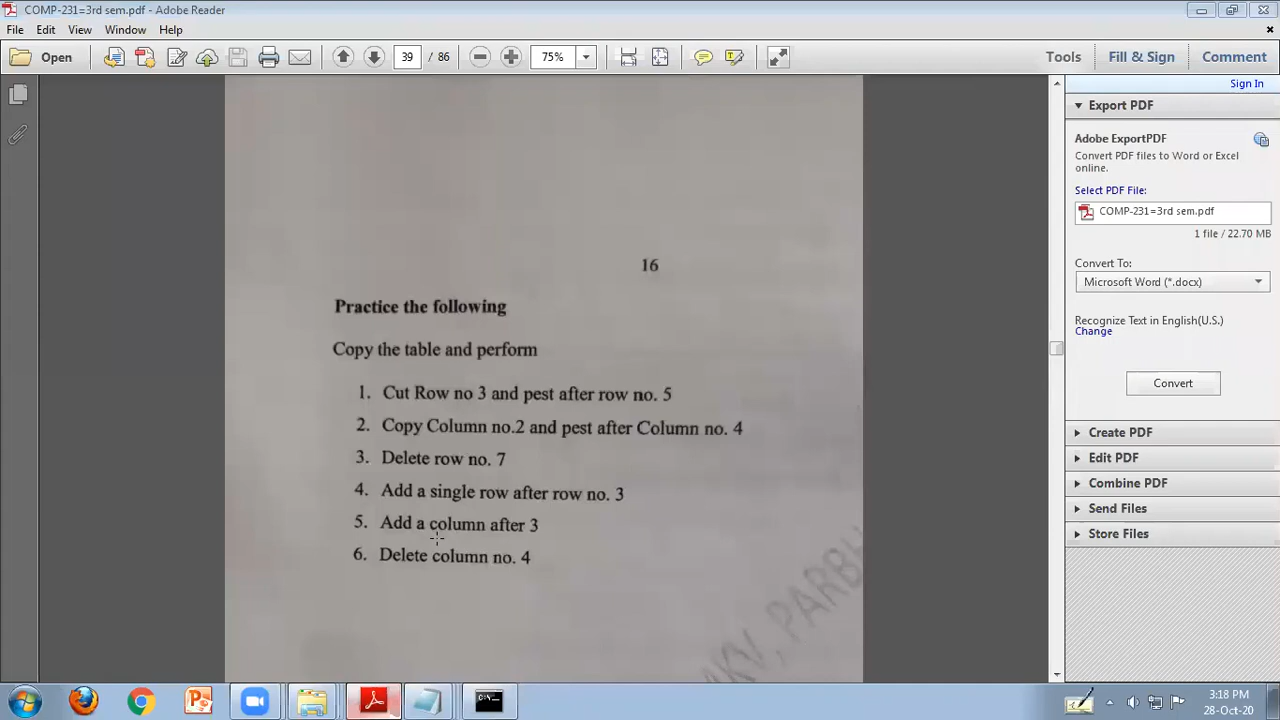 COMP-231=3rd sem.pdf - Adobe Reader
File Edit View Window Help
Open 39 / 86 75% Tools Fill & Sign Comment
Sign In
Export PDF
Adobe ExportPDF
Convert PDF files to Word or Excel
online.
Select PDF File:
COMP-231=3rd sem.pdf
1 file / 22.70 MB
Convert To:
Microsoft Word (*.docx)
Recognize Text in English(U.S.)
Change
Convert
Create PDF
Edit PDF
Combine PDF
Send Files
Store Files
16
Practice the following
Copy the table and perform
1. Cut Row no 3 and pest after row no. 5
2. Copy Column no.2 and pest after Column no. 4
3. Delete row no. 7
4. Add a single row after row no. 3
5. Add a column after 3
6. Delete column no. 4
3:18 PM
28-Oct-20